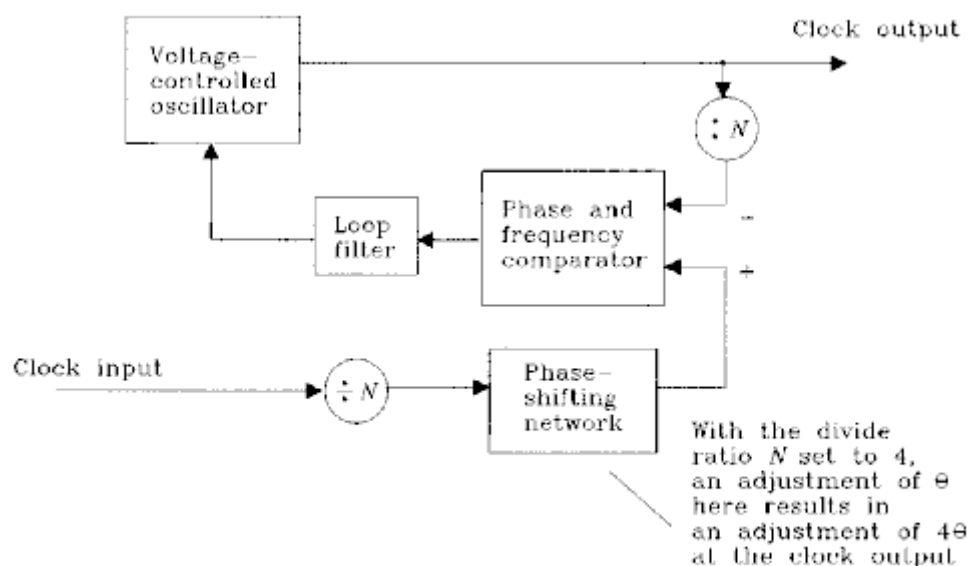 Clock output
Voltage-
controlled
oscillator
÷ N
Phase and
frequency
comparator
-
+
Loop
filter
Clock input
÷ N
Phase-
shifting
network
With the divide
ratio N set to 4,
an adjustment of θ
here results in
an adjustment of 4θ
at the clock output